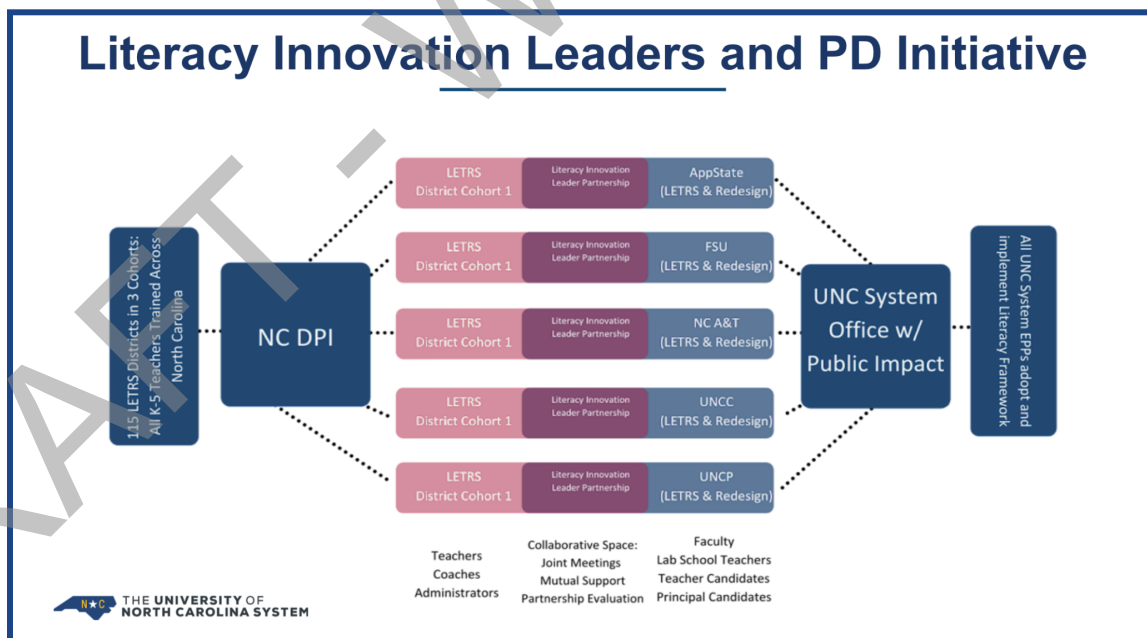 Literacy Innovation Leaders and PD Initiative
115 LETRS Districts in 3 Cohorts:
All K-5 Teachers Trained Across
North Carolina
NC DPI
LETRS
District Cohort 1
Literacy Innovation
Leader Partnership
AppState
(LETRS & Redesign)
LETRS
District Cohort 1
Literacy Innovation
Leader Partnership
FSU
(LETRS & Redesign)
LETRS
District Cohort 1
Literacy Innovation
Leader Partnership
NC A&T
(LETRS & Redesign)
LETRS
District Cohort 1
Literacy Innovation
Leader Partnership
UNCC
(LETRS & Redesign)
LETRS
District Cohort 1
Literacy Innovation
Leader Partnership
UNCP
(LETRS & Redesign)
UNC System
Office w/
Public Impact
All UNC System EPPs adopt and
implement Literacy Framework
Teachers
Coaches
Administrators
Collaborative Space:
Joint Meetings
Mutual Support
Partnership Evaluation
Faculty
Lab School Teachers
Teacher Candidates
Principal Candidates
N★C
THE UNIVERSITY OF
NORTH CAROLINA SYSTEM